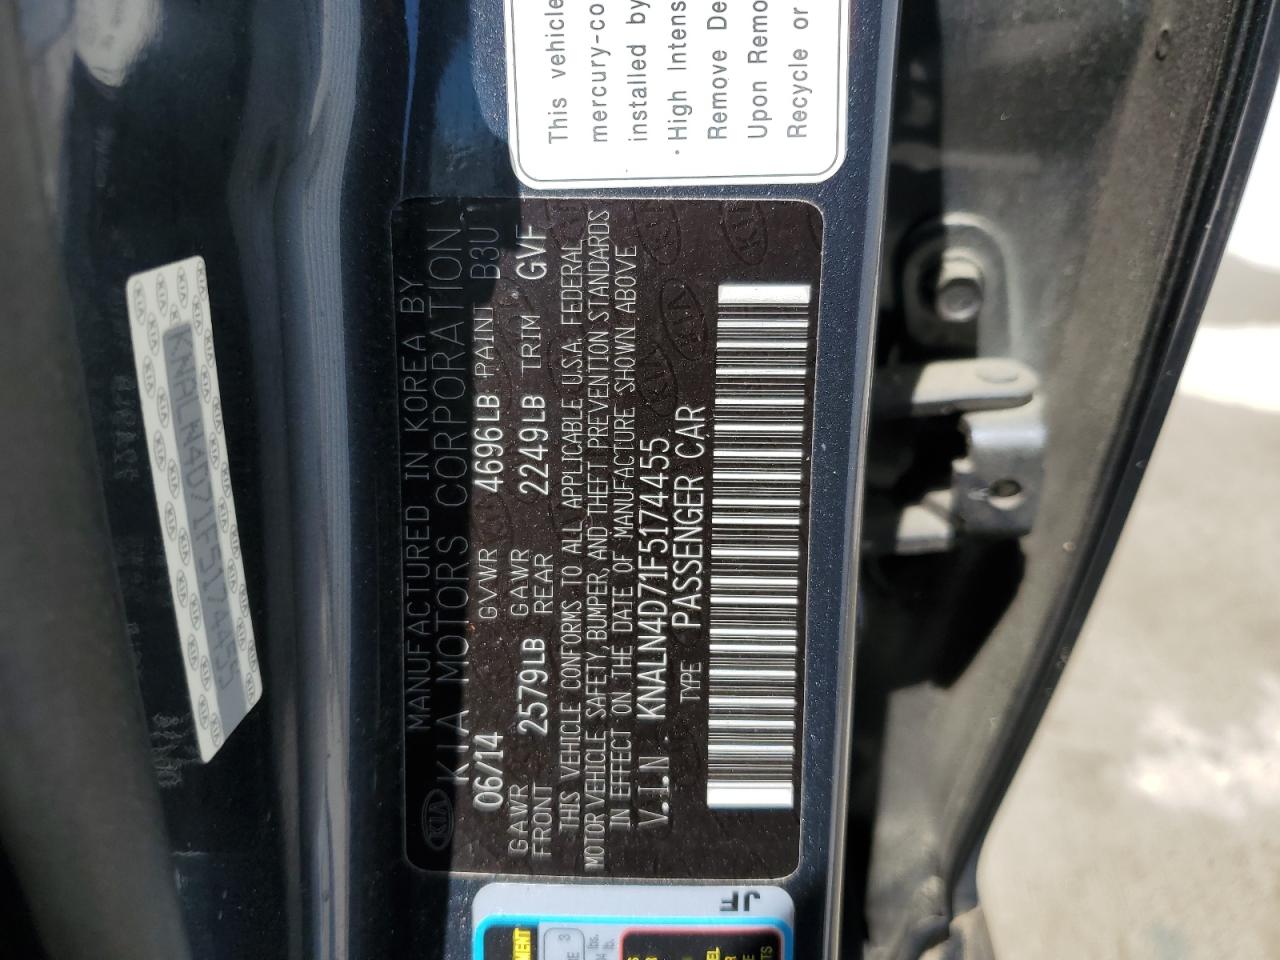 KNALN4D71F5174455
MANUFACTURED IN KOREA BY
KIA KIA MOTORS CORPORATION
06/14 GVWR 4696LB PAINT B3U
GAWR FRONT 2579LB GAWR REAR 2249LB TRIM GVF
THIS VEHICLE CONFORMS TO ALL APPLICABLE U.S.A. FEDERAL
MOTOR VEHICLE SAFETY, BUMPER, AND THEFT PREVENTION STANDARDS
IN EFFECT ON THE DATE OF MANUFACTURE SHOWN ABOVE
V.I.N. KNALN4D71F5174455
TYPE PASSENGER CAR
This vehicle
mercury-co
installed by
· High Intens
Remove De
Upon Remo
Recycle or
JF